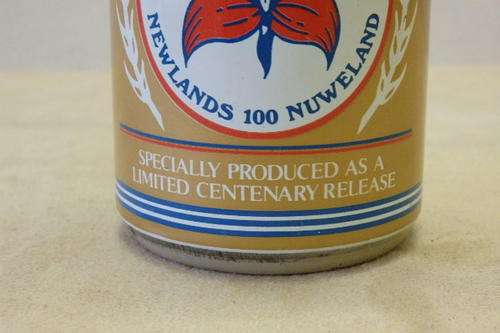 NEWLANDS 100 NUWELAND
SPECIALLY PRODUCED AS A
LIMITED CENTENARY RELEASE